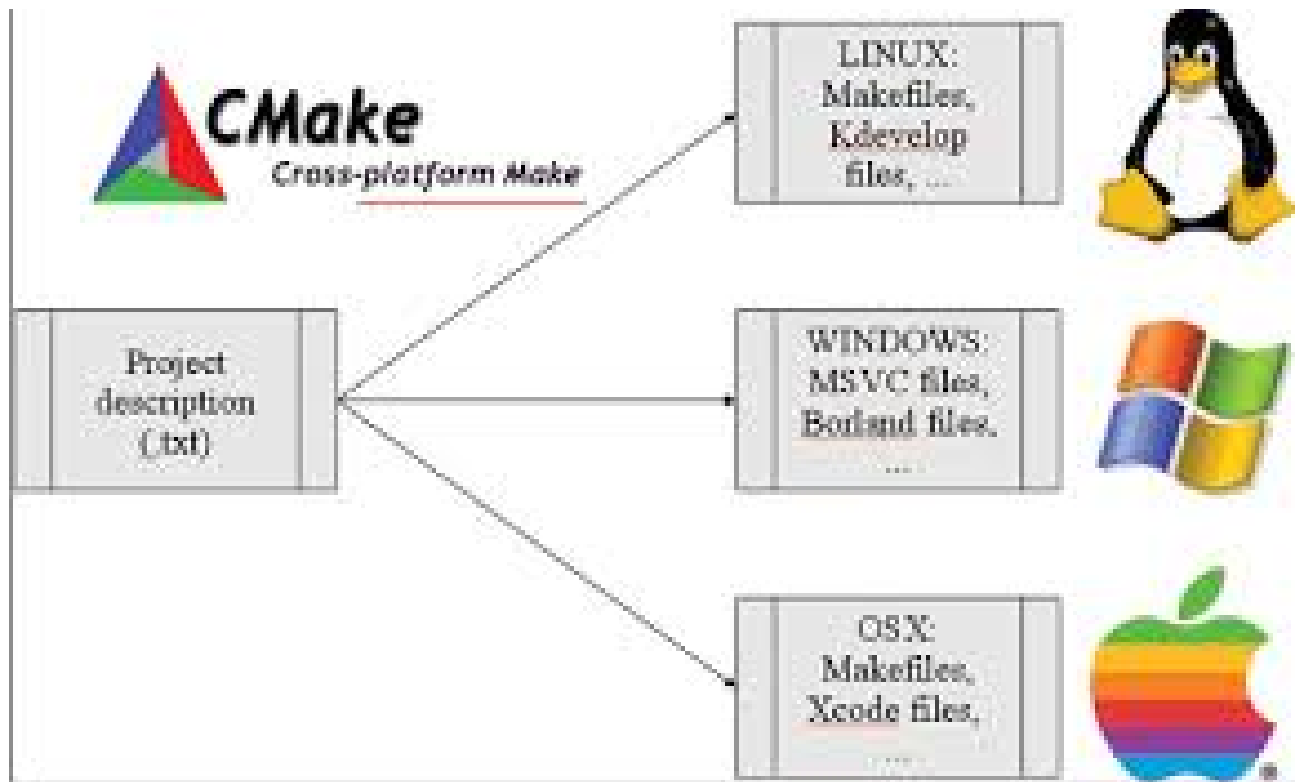 CMake
Cross-platform Make
LINUX:
Makefiles,
Kdevelop
files, ...
Project
description
(.txt)
WINDOWS:
MSVC files,
Borland files,
...
OSX:
Makefiles,
Xcode files,
...